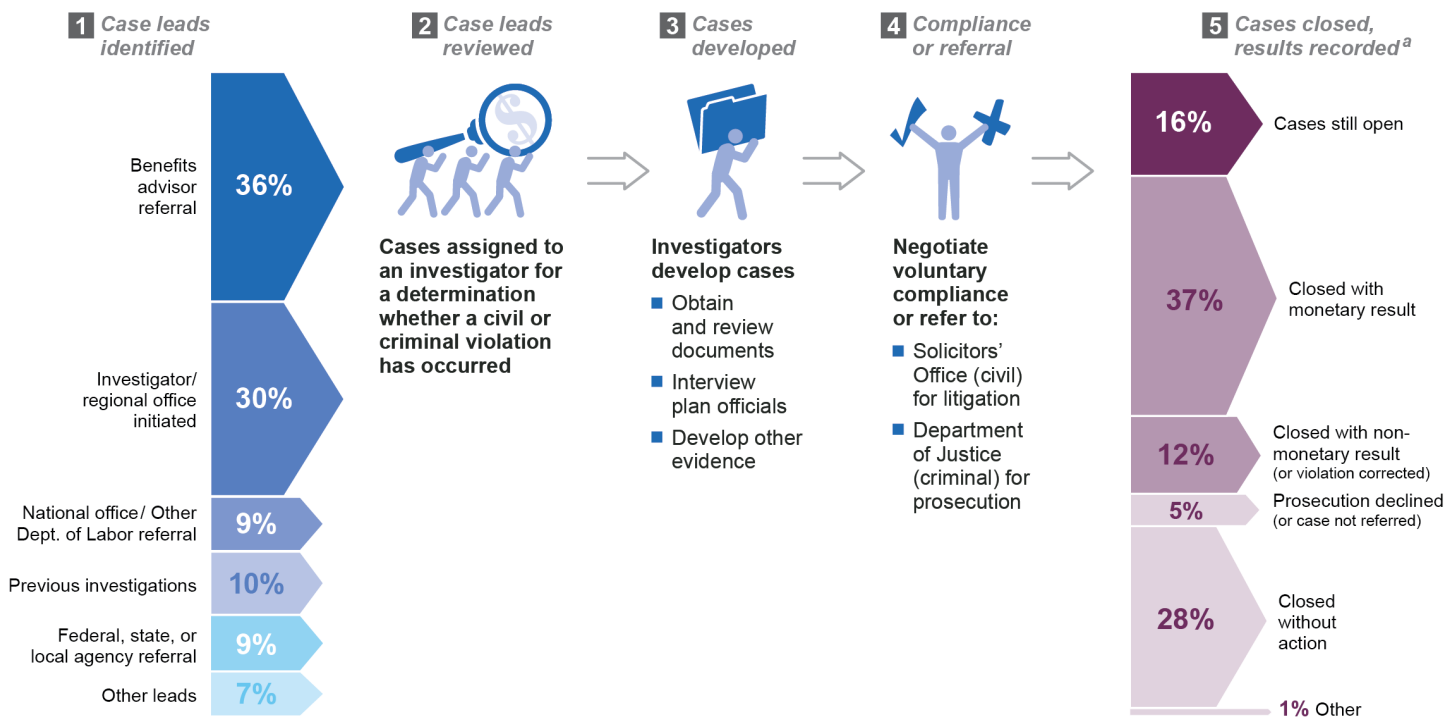 1 Case leads
identified
Benefits
advisor
referral
36%
Investigator/
regional office
initiated
30%
National office/ Other
Dept. of Labor referral
9%
Previous investigations
10%
Federal, state, or
local agency referral
9%
Other leads
7%
2 Case leads
reviewed
$
Cases assigned to
an investigator for
a determination
whether a civil or
criminal violation
has occurred
3 Cases
developed
Investigators
develop cases
■ Obtain
and review
documents
■ Interview
plan officials
■ Develop other
evidence
4 Compliance
or referral
Negotiate
voluntary
compliance
or refer to:
■ Solicitors’
Office (civil)
for litigation
■ Department
of Justice
(criminal) for
prosecution
5 Cases closed,
results recorded a
16%
Cases still open
37%
Closed with
monetary result
12%
Closed with non-
monetary result
(or violation corrected)
5%
Prosecution declined
(or case not referred)
28%
Closed
without
action
1% Other